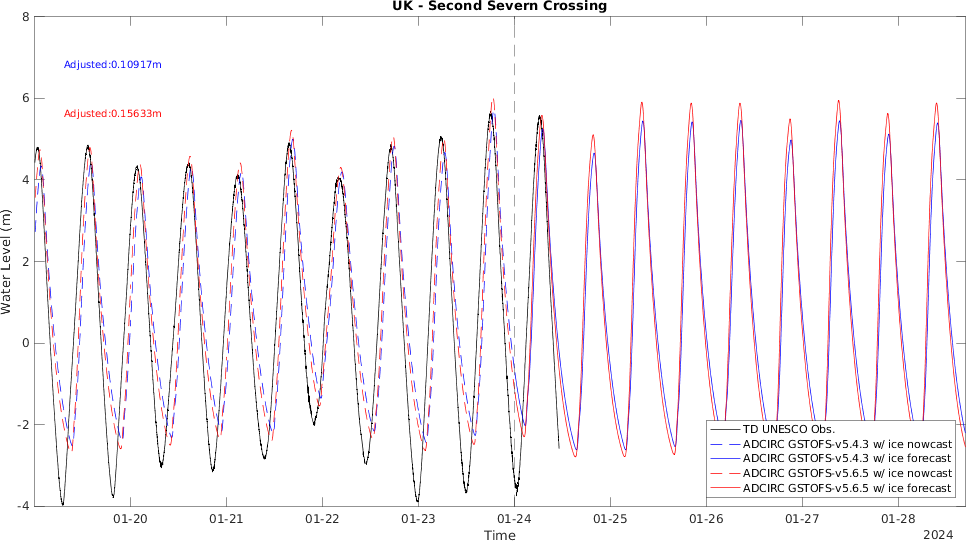 UK - Second Severn Crossing
8
6
4
2
0
-2
-4
Water Level (m)
Adjusted:0.10917m
Adjusted:0.15633m
TD UNESCO Obs.
ADCIRC GSTOFS-v5.4.3 w/ ice nowcast
ADCIRC GSTOFS-v5.4.3 w/ ice forecast
ADCIRC GSTOFS-v5.6.5 w/ ice nowcast
ADCIRC GSTOFS-v5.6.5 w/ ice forecast
01-20 01-21 01-22 01-23 01-24 01-25 01-26 01-27 01-28
Time
2024